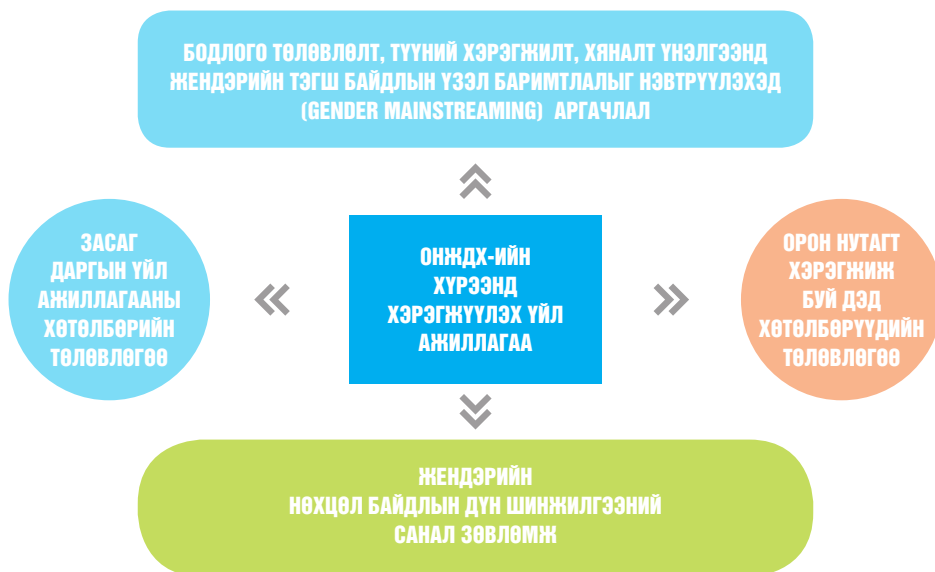 БОДЛОГО ТӨЛӨВЛӨЛТ, ТҮҮНИЙ ХЭРЭГЖИЛТ, ХЯНАЛТ ҮНЭЛГЭЭНД
ЖЕНДЭРИЙН ТЭГШ БАЙДЛЫН ҮЗЭЛ БАРИМТЛАЛЫГ НЭВТРҮҮЛЭХЭД
(GENDER MAINSTREAMING) АРГАЧЛАЛ
ЗАСАГ
ДАРГЫН ҮЙЛ
АЖИЛЛАГААНЫ
ХӨТӨЛБӨРИЙН
ТӨЛӨВЛӨГӨӨ
ОНЖДХ-ИЙН
ХҮРЭЭНД
ХЭРЭГЖҮҮЛЭХ ҮЙЛ
АЖИЛЛАГАА
ОРОН НУТАГТ
ХЭРЭГЖИЖ
БУЙ ДЭД
ХӨТӨЛБӨРҮҮДИЙН
ТӨЛӨВЛӨГӨӨ
ЖЕНДЭРИЙН
НӨХЦӨЛ БАЙДЛЫН ДҮН ШИНЖИЛГЭЭНИЙ
САНАЛ ЗӨВЛӨМЖ